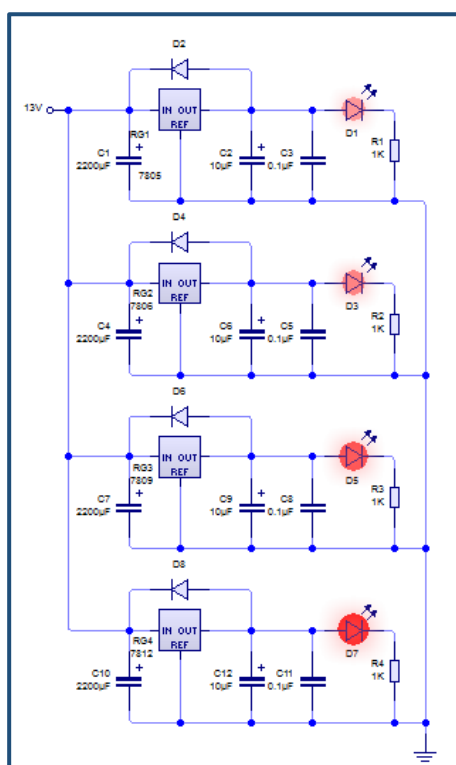 D2
13V
IN OUT
REF
RG1
7805
C1
2200µF
C2
10µF
C3
0.1µF
D1
R1
1K
D4
IN OUT
REF
RG2
7806
C4
2200µF
C6
10µF
C5
0.1µF
D3
R2
1K
D6
IN OUT
REF
RG3
7809
C7
2200µF
C9
10µF
C8
0.1µF
D5
R3
1K
D8
IN OUT
REF
RG4
7812
C10
2200µF
C12
10µF
C11
0.1µF
D7
R4
1K